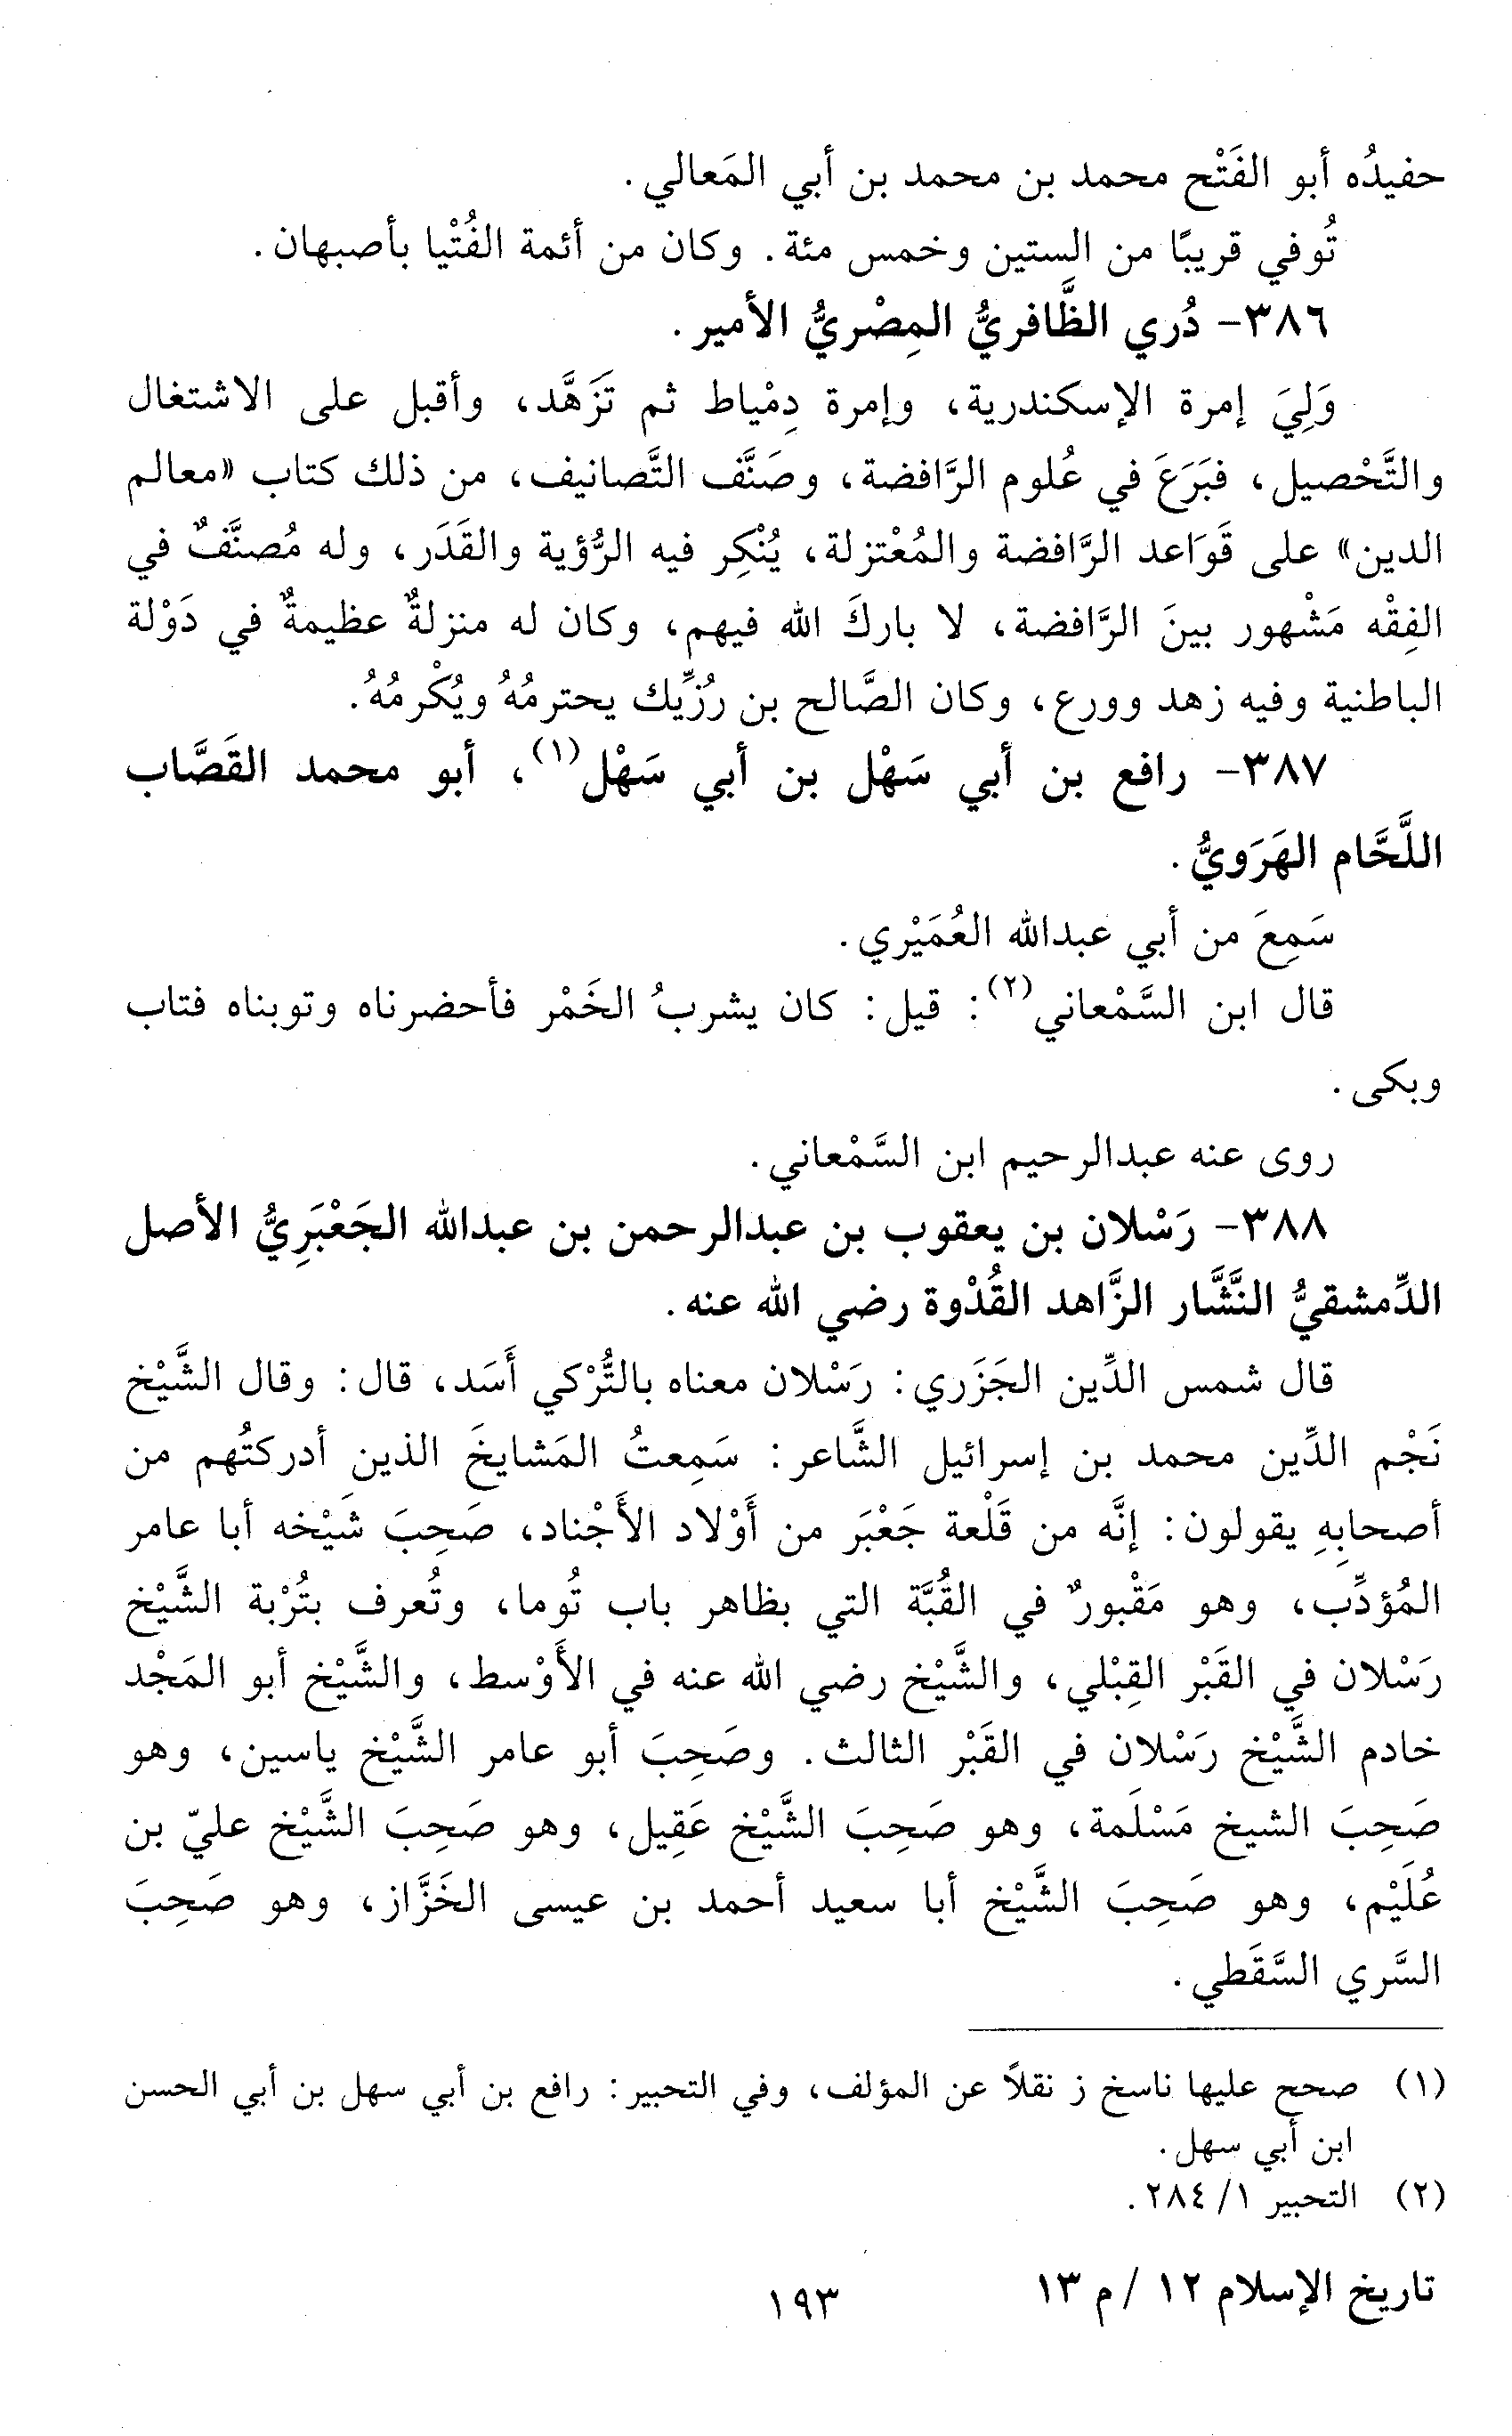 حفيدُه أبو الفَتْح محمد بن محمد بن أبي المَعالي.
تُوفي قريبًا من الستين وخمس مئة. وكان من أئمة الفُتْيا بأصبهان.
٣٨٦- دُري الظَّافريُّ المِصْريُّ الأمير.
وَلِيَ إمرة الإسكندرية، وإمرة دِمْياط ثم تَزَهَّد، وأقبل على الاشتغال
والتَّحْصيل، فبَرَعَ في عُلوم الرَّافضة، وصَنَّف التَّصانيف، من ذلك كتاب «معالم
الدين» على قَوَاعد الرَّافضة والمُعْتزلة، يُنْكِر فيه الرُّؤية والقَدَر، وله مُصنَّفٌ في
الفِقْه مَشْهور بينَ الرَّافضة، لا باركَ الله فيهم، وكان له منزلةٌ عظيمةٌ في دَوْلة
الباطنية وفيه زهد وورع، وكان الصَّالح بن رُزِّيك يحترمُهُ ويُكْرمُهُ.
٣٨٧- رافع بن أبي سَهْل بن أبي سَهْل(١)، أبو محمد القَصَّاب
اللَّحَّام الهَرَويُّ.
سَمِعَ من أبي عبدالله العُمَيْري.
قال ابن السَّمْعاني(٢): قيل: كان يشربُ الخَمْر فأحضرناه وتوبناه فتاب
وبكى.
روى عنه عبدالرحيم ابن السَّمْعاني.
٣٨٨- رَسْلان بن يعقوب بن عبدالرحمن بن عبدالله الجَعْبَرِيُّ الأصل
الدِّمشقيُّ النَّشَّار الزَّاهد القُدْوة رضي الله عنه.
قال شمس الدِّين الجَزَري: رَسْلان معناه بالتُّرْكي أَسَد، قال: وقال الشَّيْخ
نَجْم الدِّين محمد بن إسرائيل الشَّاعر: سَمِعتُ المَشايخَ الذين أدركتُهم من
أصحابِهِ يقولون: إنَّه من قَلْعة جَعْبَر من أَوْلاد الأَجْناد، صَحِبَ شَيْخه أبا عامر
المُؤدِّب، وهو مَقْبورٌ في القُبَّة التي بظاهر باب تُوما، وتُعرف بتُرْبة الشَّيْخ
رَسْلان في القَبْر القِبْلي، والشَّيْخ رضي الله عنه في الأَوْسط، والشَّيْخ أبو المَجْد
خادم الشَّيْخ رَسْلان في القَبْر الثالث. وصَحِبَ أبو عامر الشَّيْخ ياسين، وهو
صَحِبَ الشيخ مَسْلَمة، وهو صَحِبَ الشَّيْخ عَقِيل، وهو صَحِبَ الشَّيْخ عليّ بن
عُلَيْم، وهو صَحِبَ الشَّيْخ أبا سعيد أحمد بن عيسى الخَزَّاز، وهو صَحِبَ
السَّري السَّقَطي.
(١) صحح عليها ناسخ ز نقلاً عن المؤلف، وفي التحبير: رافع بن أبي سهل بن أبي الحسن
ابن أبي سهل.
(٢) التحبير ١/ ٢٨٤.
تاريخ الإسلام ١٢ / م ١٣
١٩٣